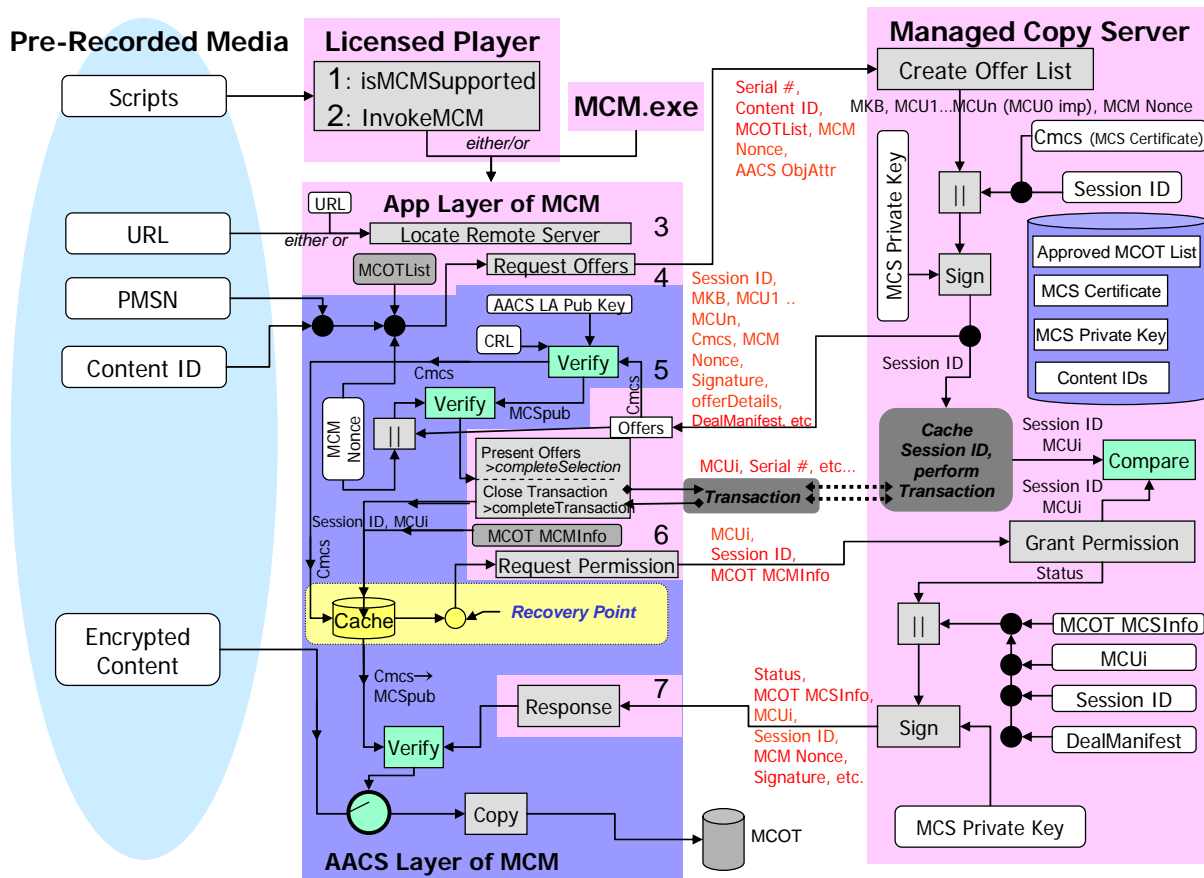 Pre-Recorded Media
Scripts
URL
PMSN
Content ID
Encrypted
Content
Licensed Player
1: isMCMSupported
2: InvokeMCM
MCM.exe
either/or
App Layer of MCM
URL
either or
Locate Remote Server
3
MCOTList
Request Offers
4
AACS LA Pub Key
CRL
Verify
5
Cmcs
Cmcs
Verify
MCSpub
MCM
Nonce
||
Offers
Present Offers
>completeSelection
Close Transaction
>completeTransaction
Session ID, MCUi
MCOT MCMInfo
6
Request Permission
Cmcs
Cache
Recovery Point
Cmcs→
MCSpub
7
Response
Verify
Copy
MCOT
AACS Layer of MCM
Serial #,
Content ID,
MCOTList, MCM
Nonce,
AACS ObjAttr
Session ID,
MKB, MCU1 ..
MCUn,
Cmcs, MCM
Nonce,
Signature,
offerDetails,
DealManifest, etc
MCUi, Serial #, etc...
Transaction
MCUi,
Session ID,
MCOT MCMInfo
Status,
MCOT MCSInfo,
MCUi,
Session ID,
MCM Nonce,
Signature, etc.
Managed Copy Server
Create Offer List
MKB, MCU1...MCUn (MCU0 imp), MCM Nonce
Cmcs (MCS Certificate)
MCS Private Key
||
Session ID
Sign
Approved MCOT List
MCS Certificate
MCS Private Key
Content IDs
Session ID
Cache
Session ID,
perform
Transaction
Session ID
MCUi
Compare
Session ID
MCUi
Grant Permission
Status
||
MCOT MCSInfo
MCUi
Session ID
Sign
DealManifest
MCS Private Key